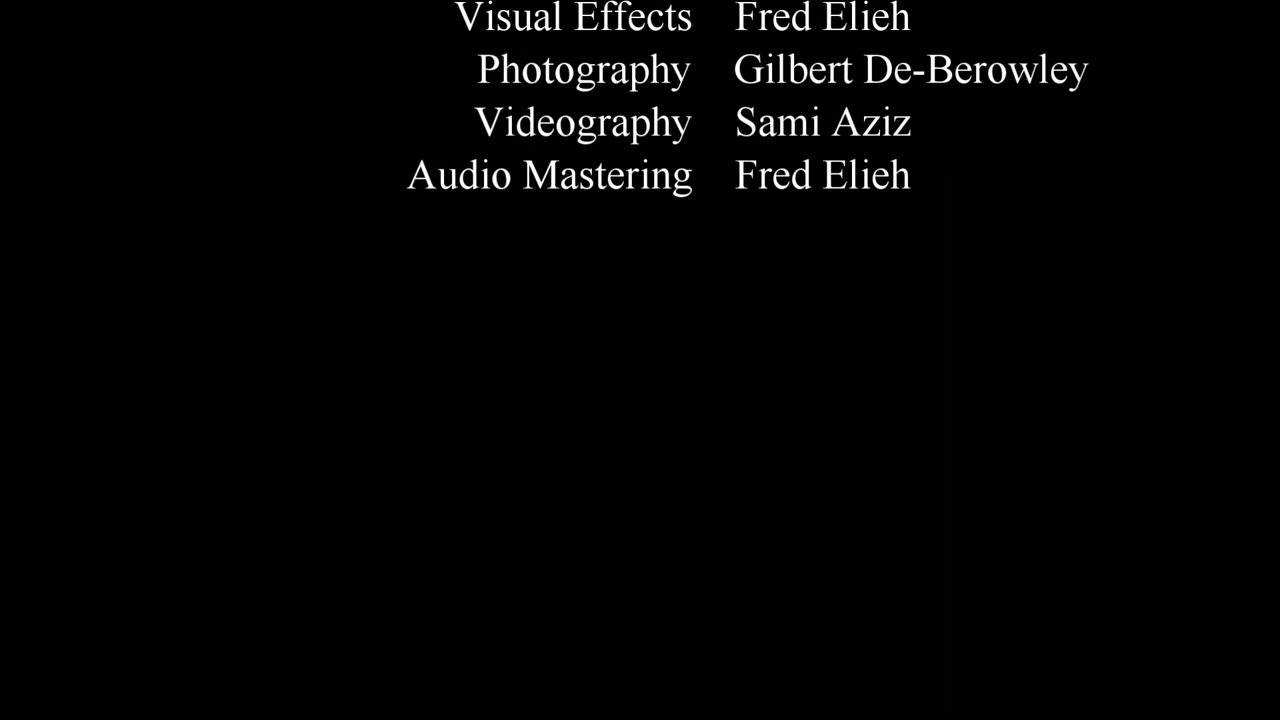 Visual Effects Fred Elieh
Photography Gilbert De-Berowley
Videography Sami Aziz
Audio Mastering Fred Elieh